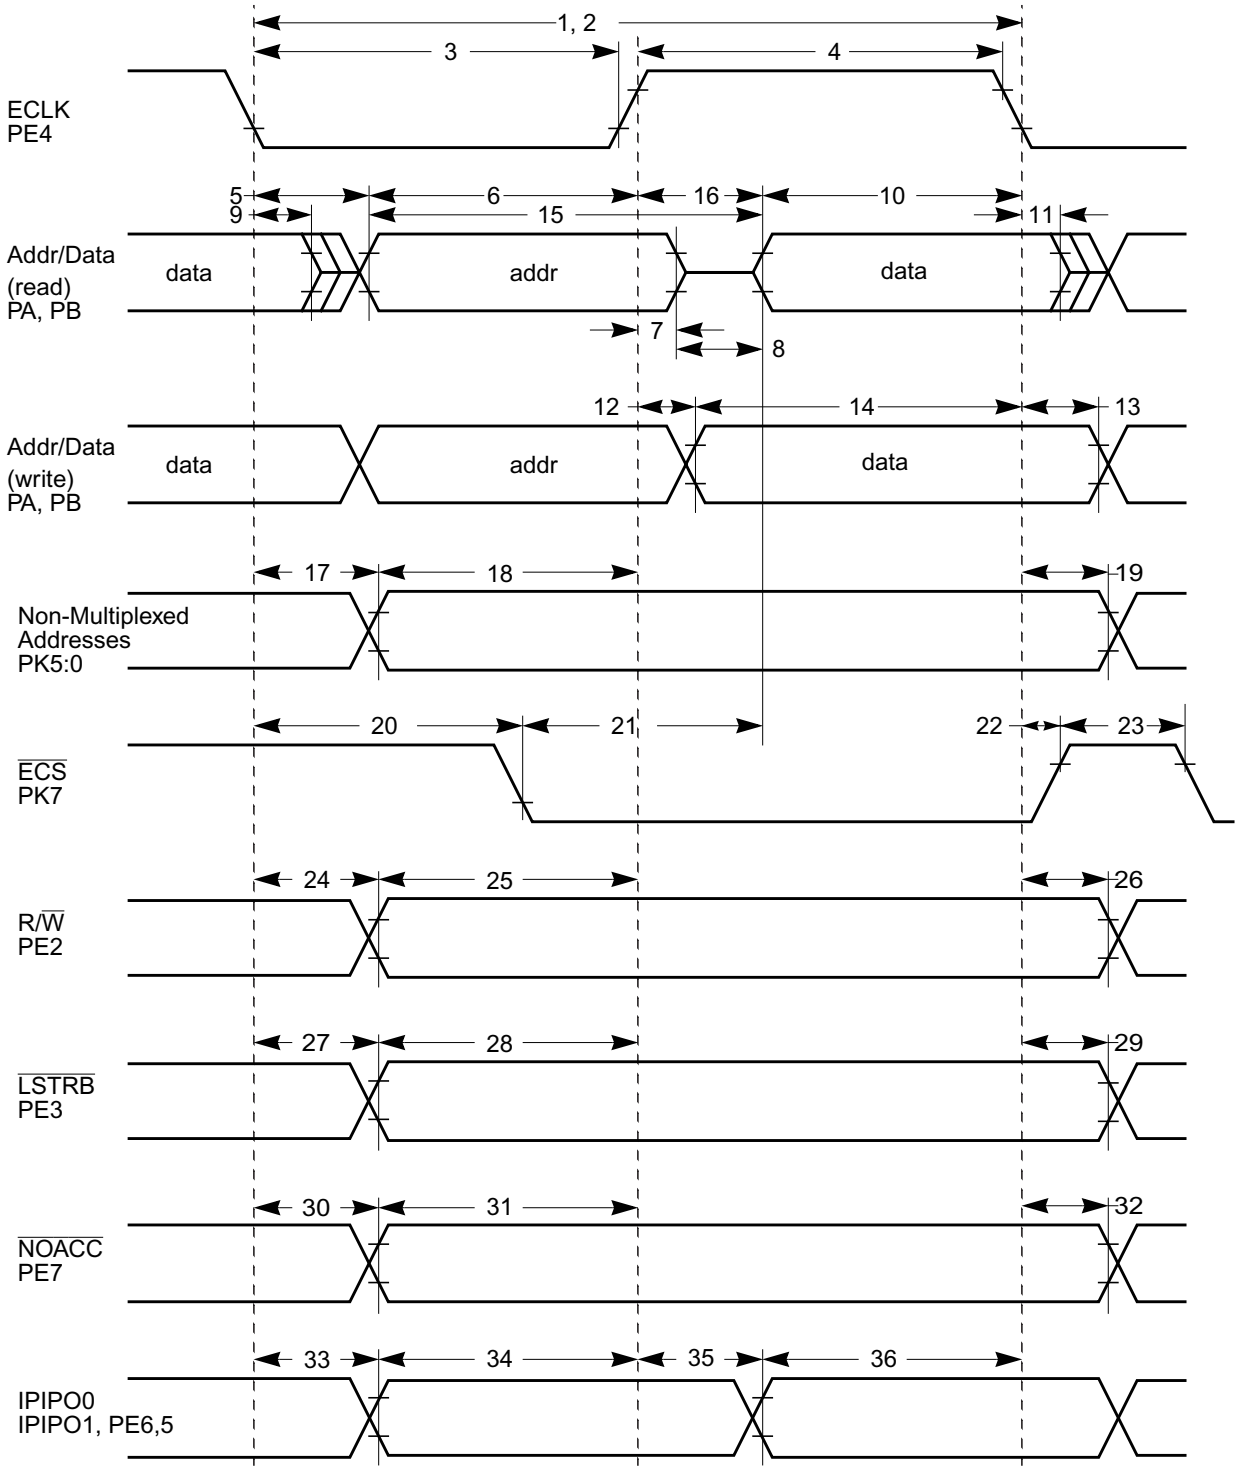 1, 2
3
4
ECLK
PE4
5
6
16
10
9
15
11
Addr/Data
(read)
PA, PB
data
addr
data
7
8
12
14
13
Addr/Data
(write)
PA, PB
data
addr
data
17
18
19
Non-Multiplexed
Addresses
PK5:0
20
21
22
23
ECS
PK7
24
25
26
R/W
PE2
27
28
29
LSTRB
PE3
30
31
32
NOACC
PE7
33
34
35
36
IPIPO0
IPIPO1, PE6,5